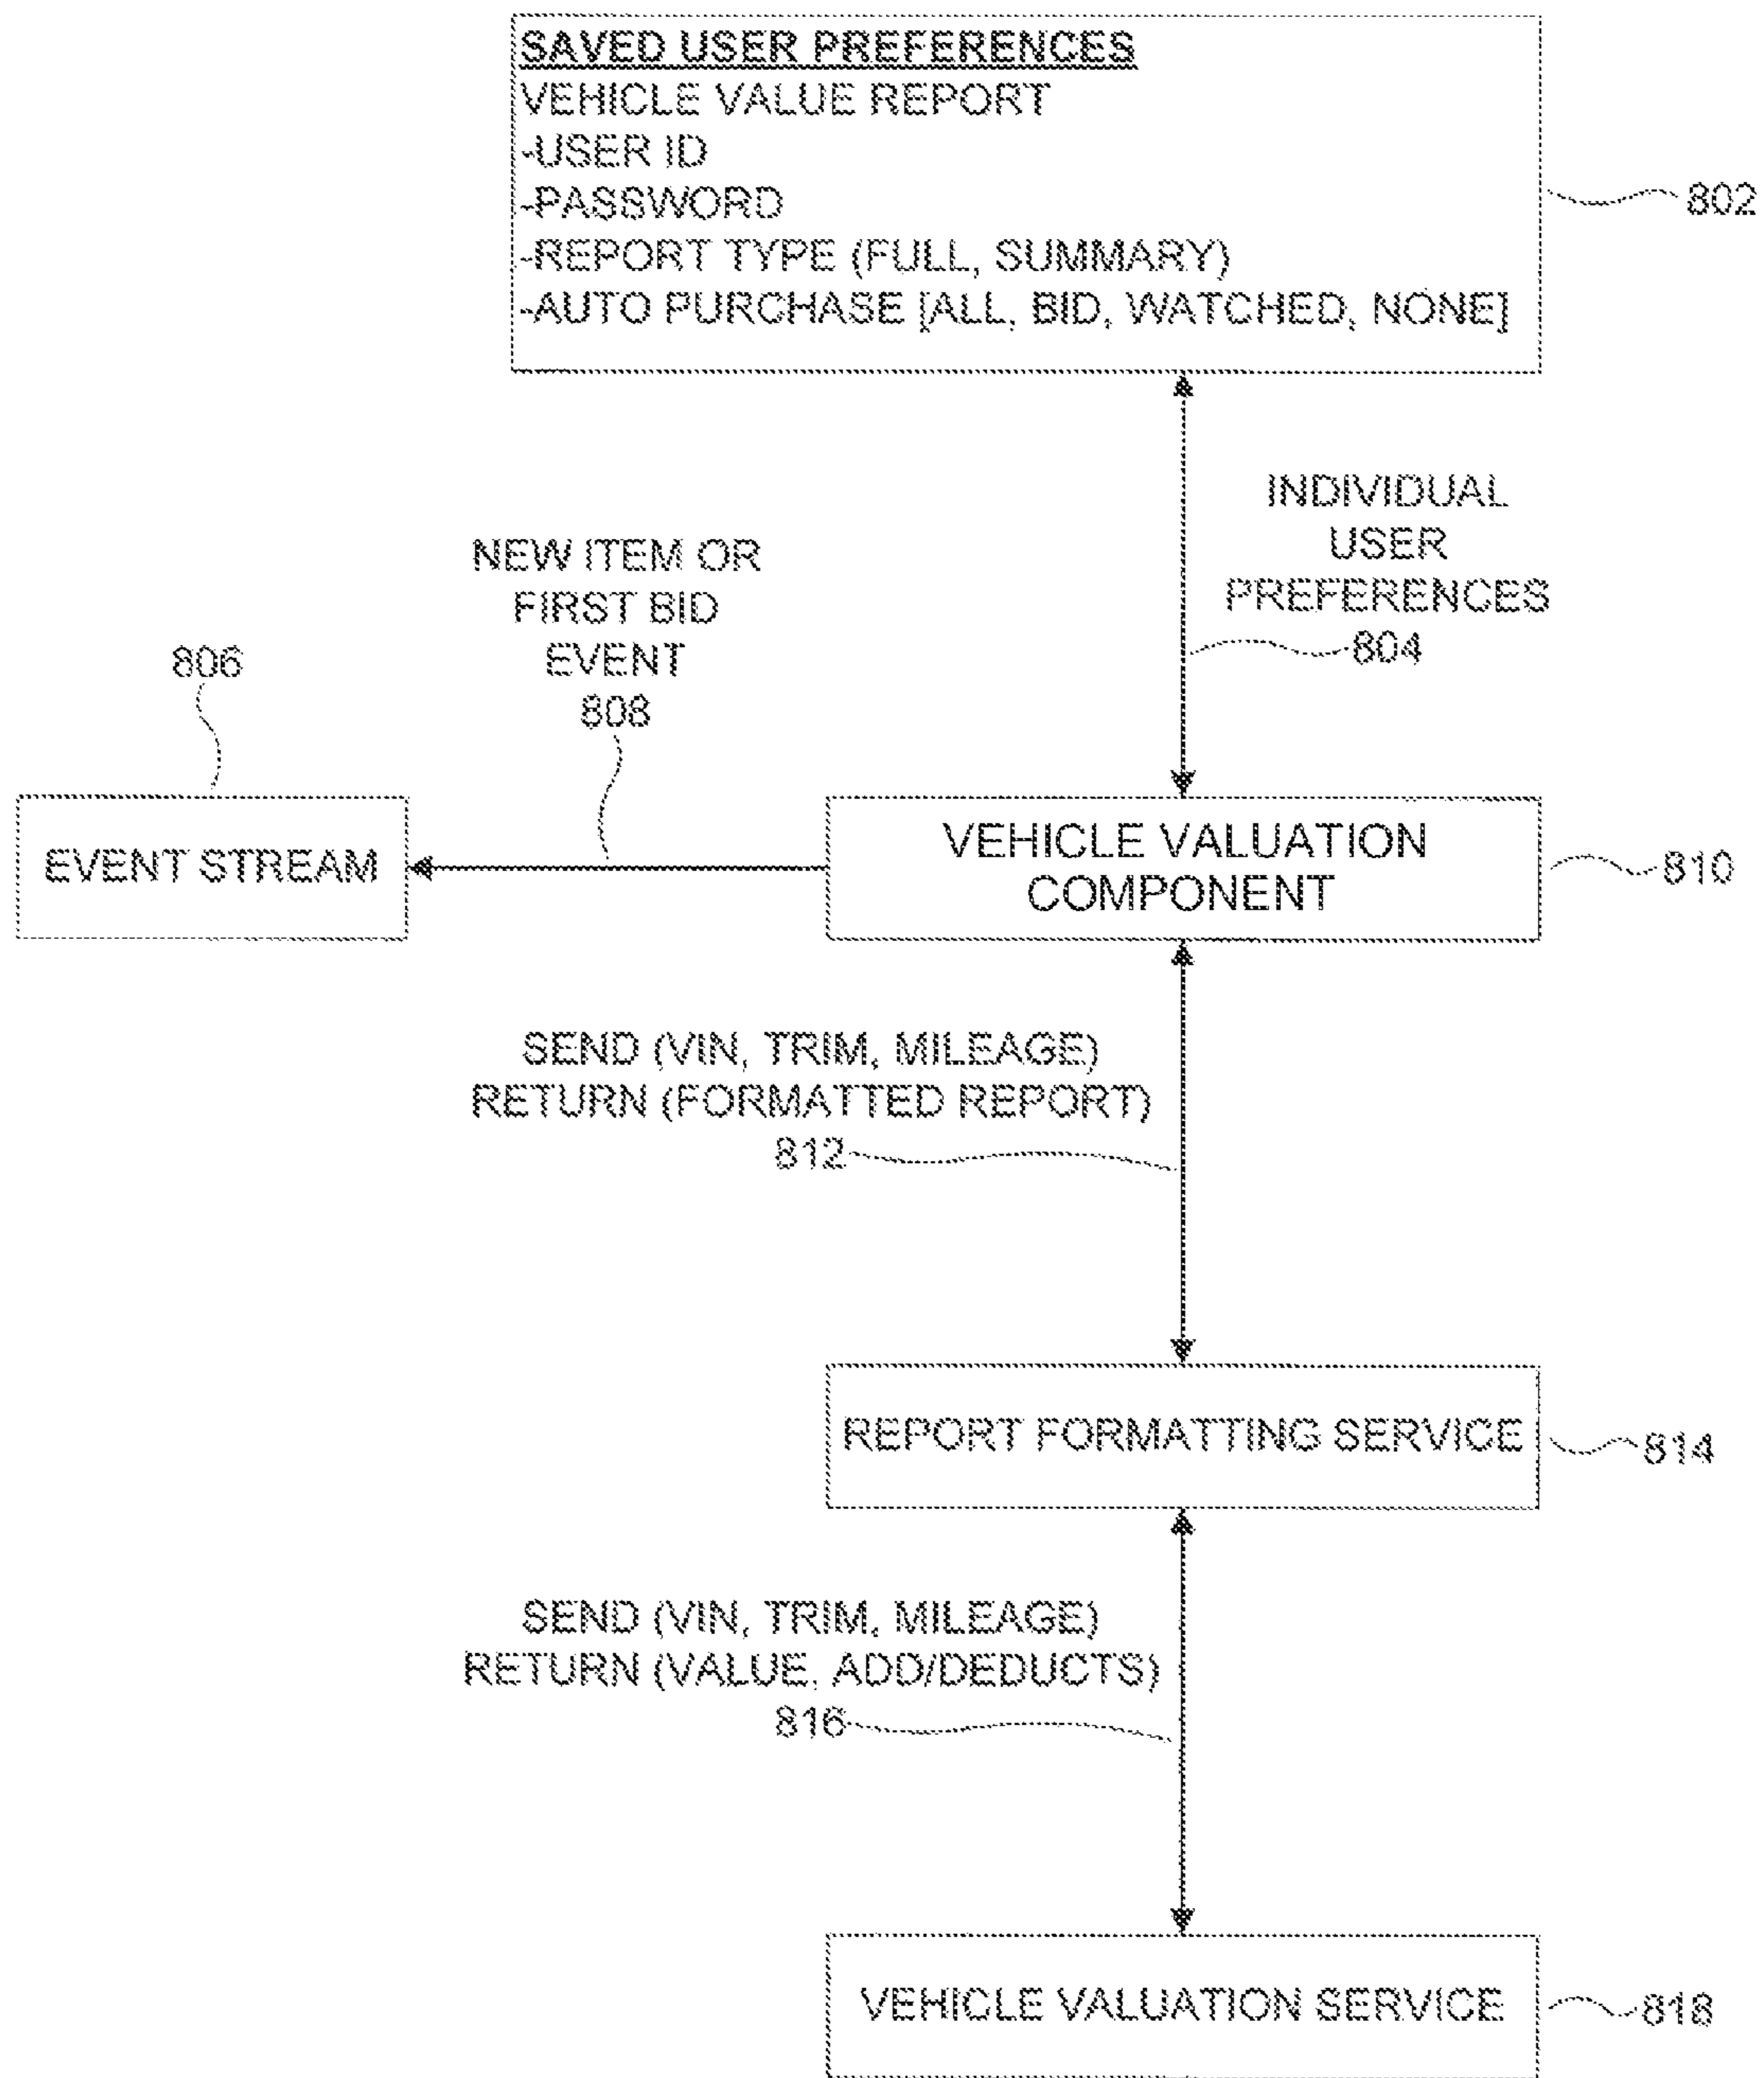 SAVED USER PREFERENCES
VEHICLE VALUE REPORT
-USER ID
-PASSWORD
-REPORT TYPE (FULL, SUMMARY)
-AUTO PURCHASE [ALL, BID, WATCHED, NONE]
802
INDIVIDUAL
USER
PREFERENCES
804
NEW ITEM OR
FIRST BID
EVENT
808
806
EVENT STREAM
VEHICLE VALUATION
COMPONENT
810
SEND (VIN, TRIM, MILEAGE)
RETURN (FORMATTED REPORT)
812
REPORT FORMATTING SERVICE
814
SEND (VIN, TRIM, MILEAGE)
RETURN (VALUE, ADD/DEDUCTS)
816
VEHICLE VALUATION SERVICE
818